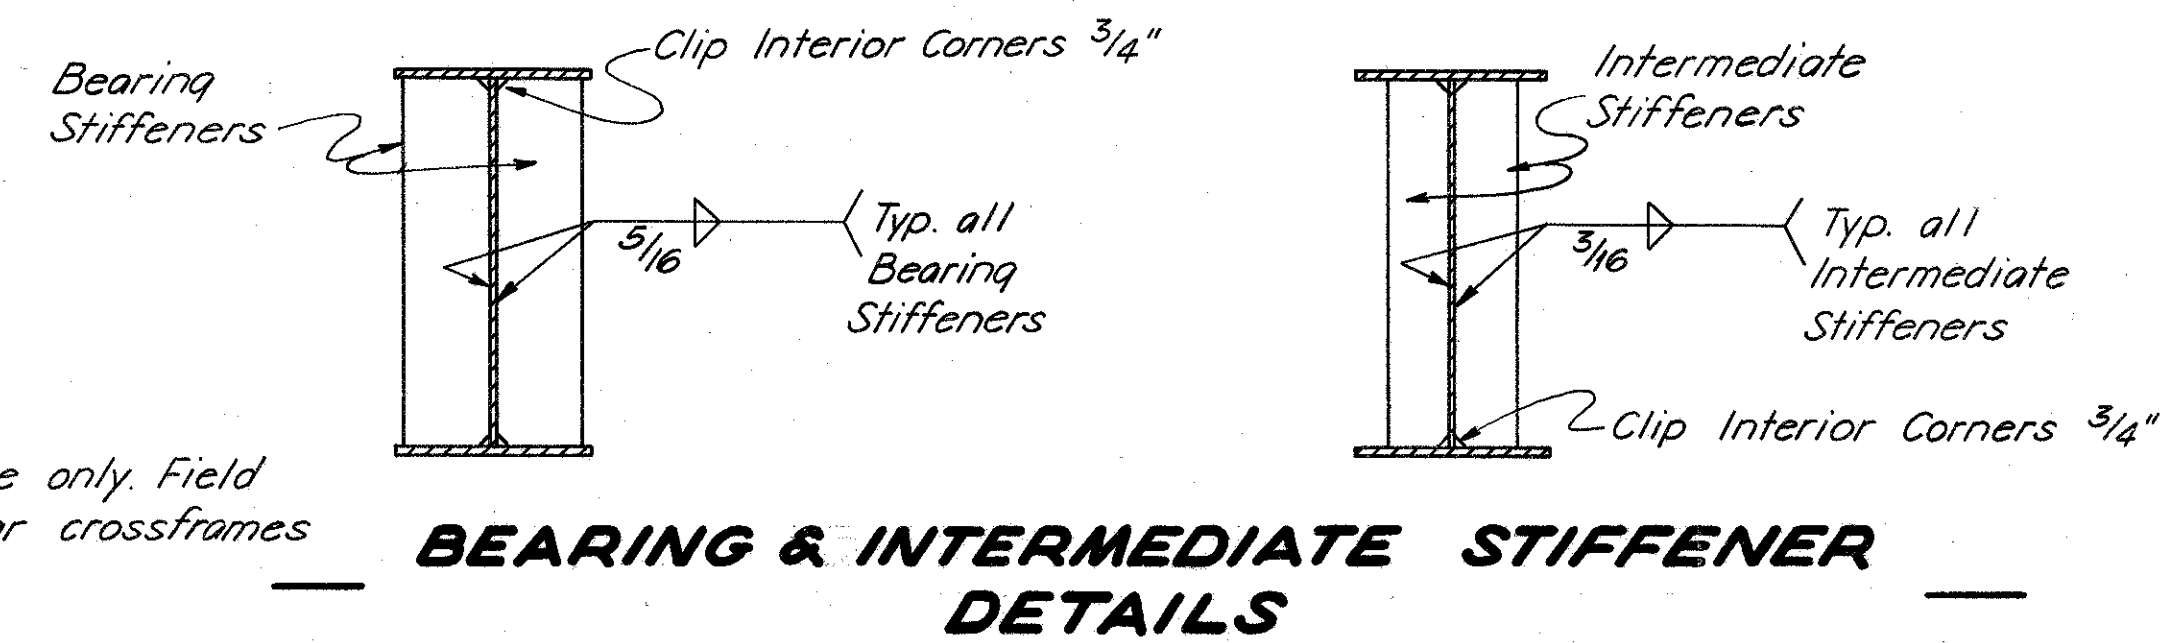 Bearing
Stiffeners
Clip Interior Corners 3/4"
5/16
Typ. all
Bearing
Stiffeners
Intermediate
Stiffeners
3/16
Typ. all
Intermediate
Stiffeners
Clip Interior Corners 3/4"
only. Field
crossframes
BEARING & INTERMEDIATE STIFFENER
DETAILS